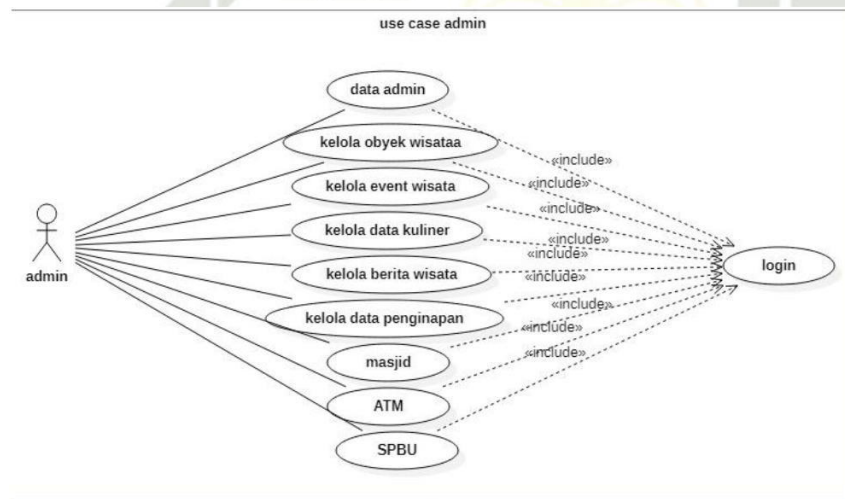 use case admin
data admin
kelola obyek wisataa
«include»
«include»
kelola event wisata
«include»
kelola data kuliner
«include»
«include»
kelola berita wisata
«include»
login
admin
kelola data penginapan
«include»
«include»
masjid
«include»
ATM
SPBU